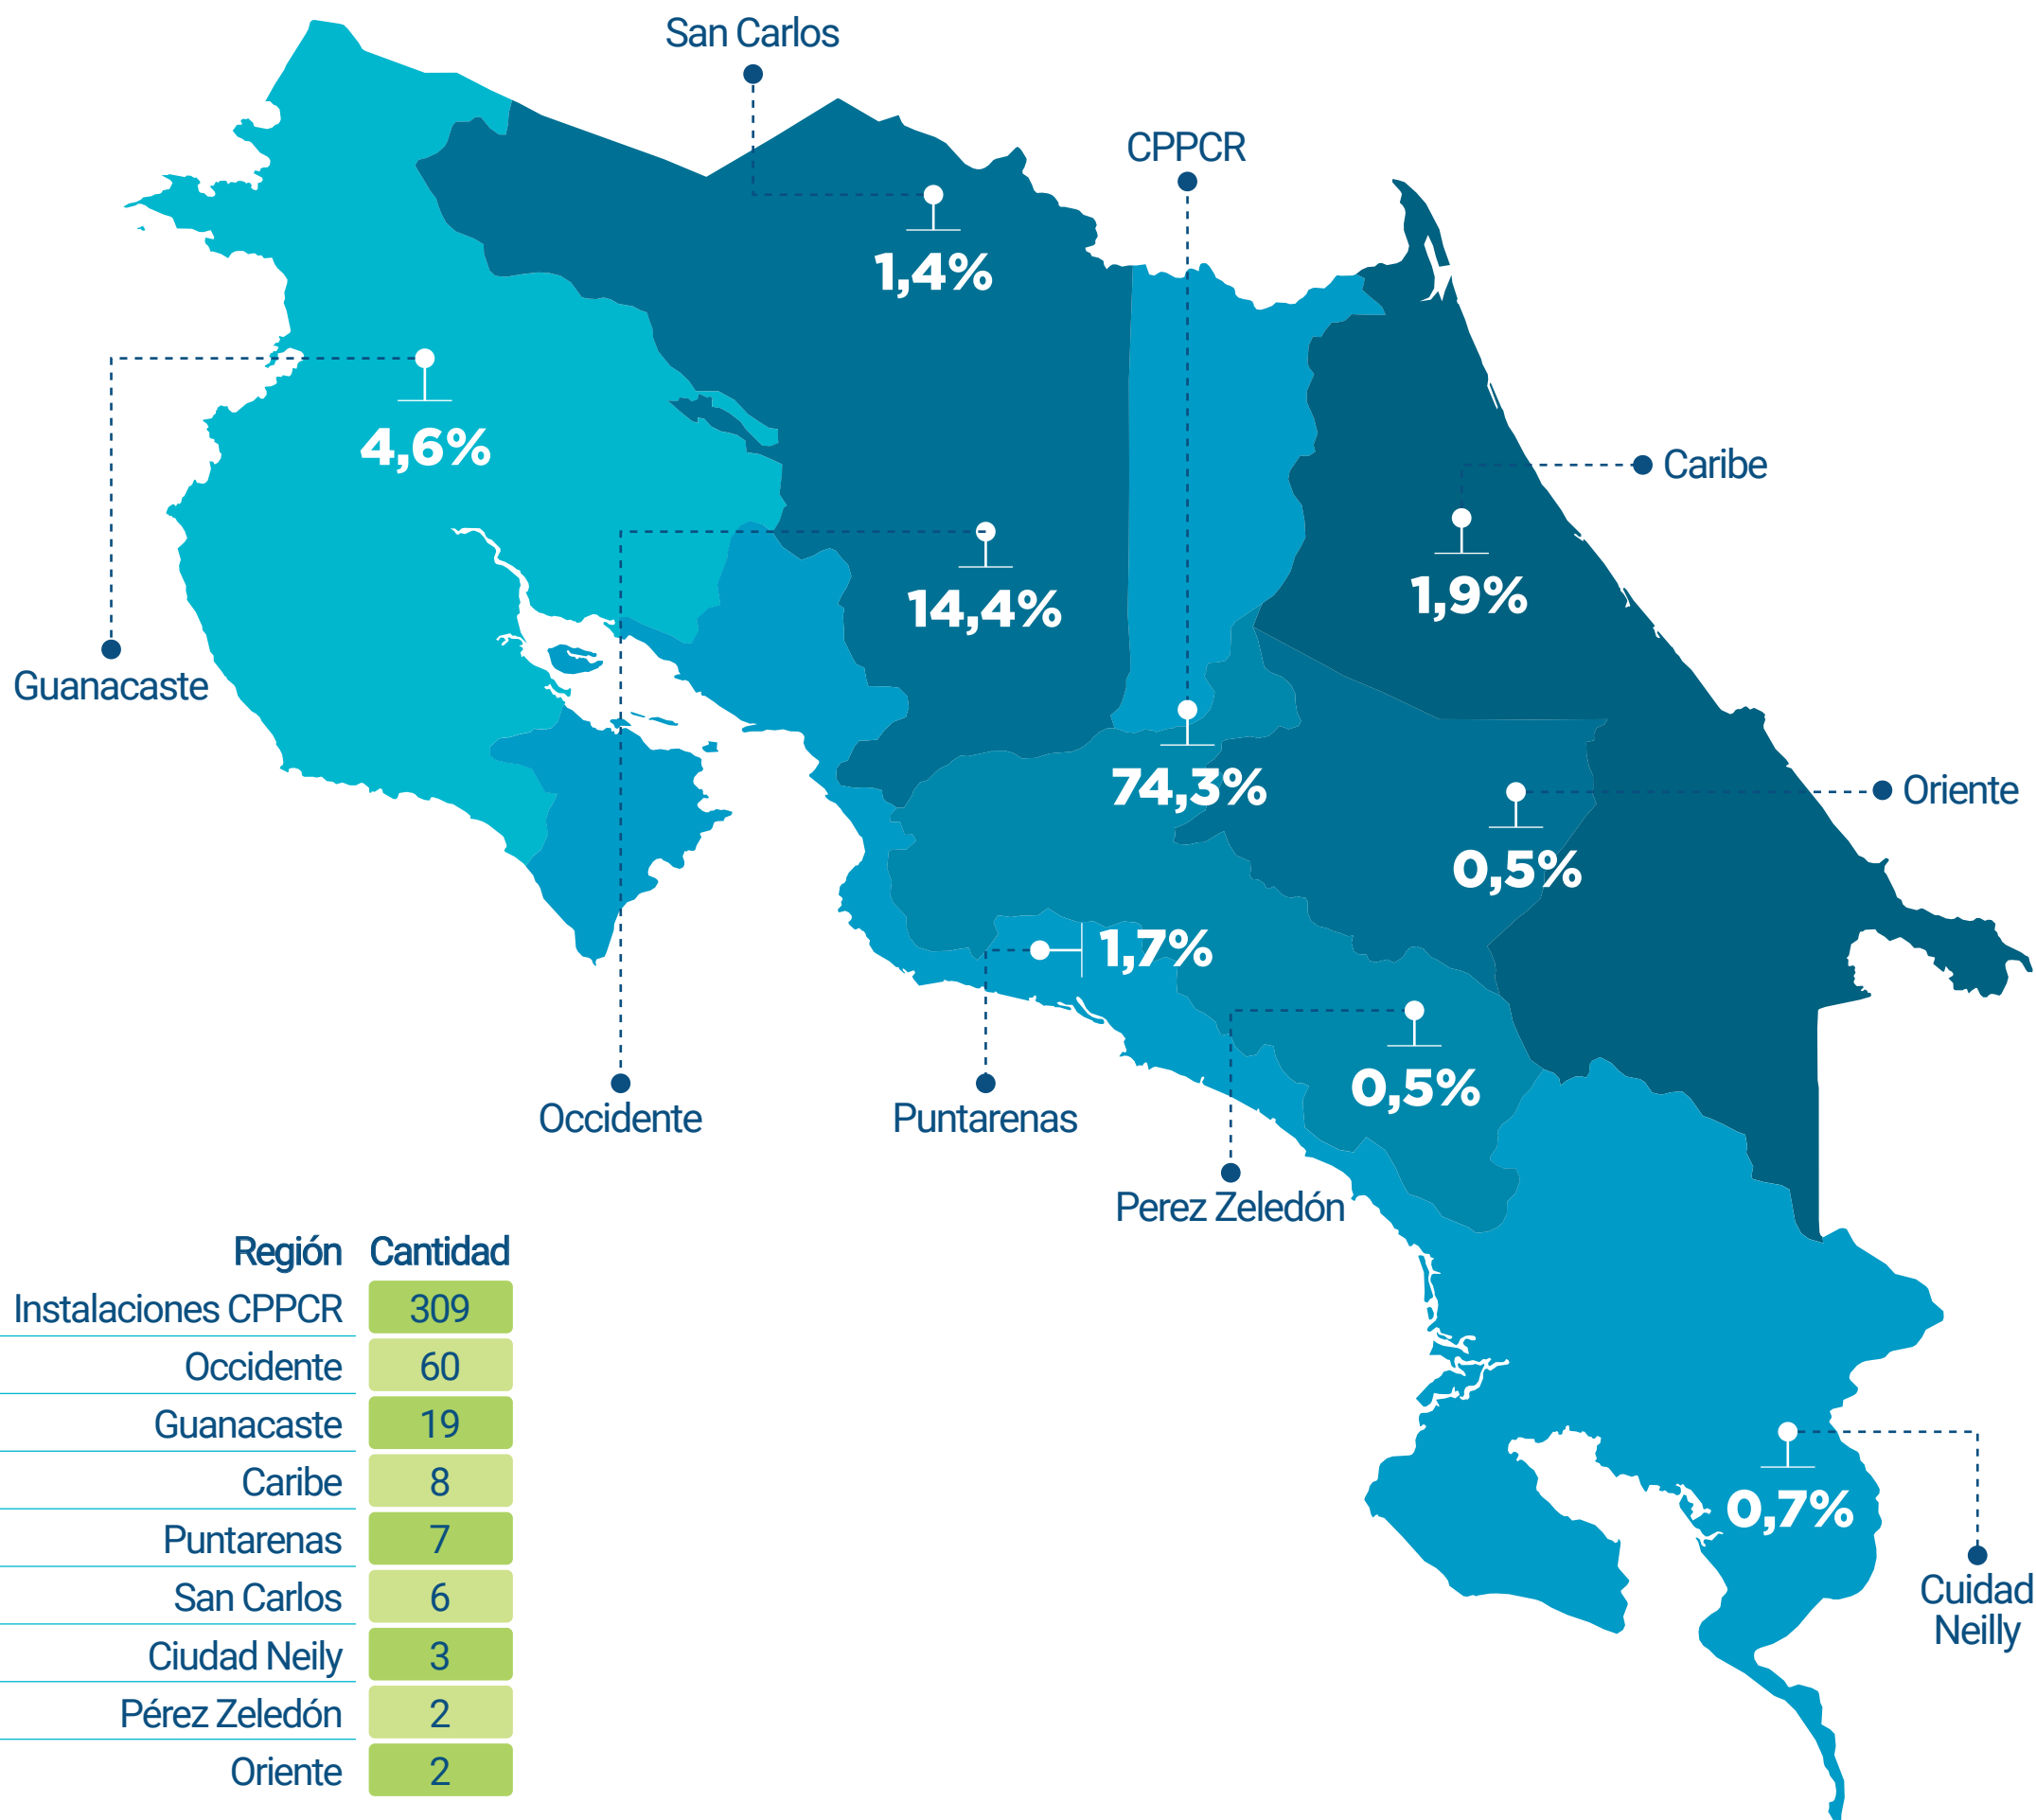 San Carlos
CPPCR
1,4%
4,6%
Caribe
14,4%
1,9%
Guanacaste
74,3%
Oriente
0,5%
1,7%
0,5%
Occidente
Puntarenas
Perez Zeledón
0,7%
Cuidad
Neilly
Región Cantidad
Instalaciones CPPCR 309
Occidente 60
Guanacaste 19
Caribe 8
Puntarenas 7
San Carlos 6
Ciudad Neily 3
Pérez Zeledón 2
Oriente 2